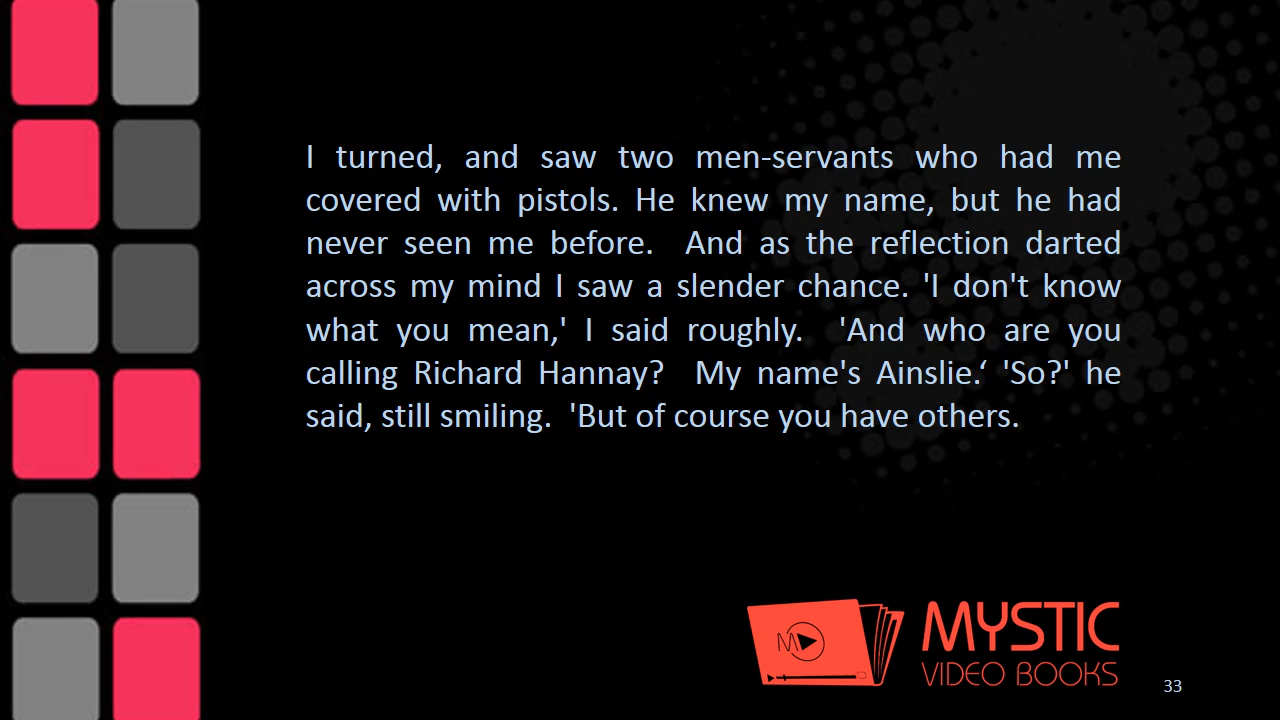 I turned, and saw two men-servants who had me
covered with pistols. He knew my name, but he had
never seen me before.  And as the reflection darted
across my mind I saw a slender chance. 'I don't know
what you mean,' I said roughly.  'And who are you
calling Richard Hannay?  My name's Ainslie.‘ 'So?' he
said, still smiling.  'But of course you have others.
M
MYSTIC
VIDEO BOOKS
33